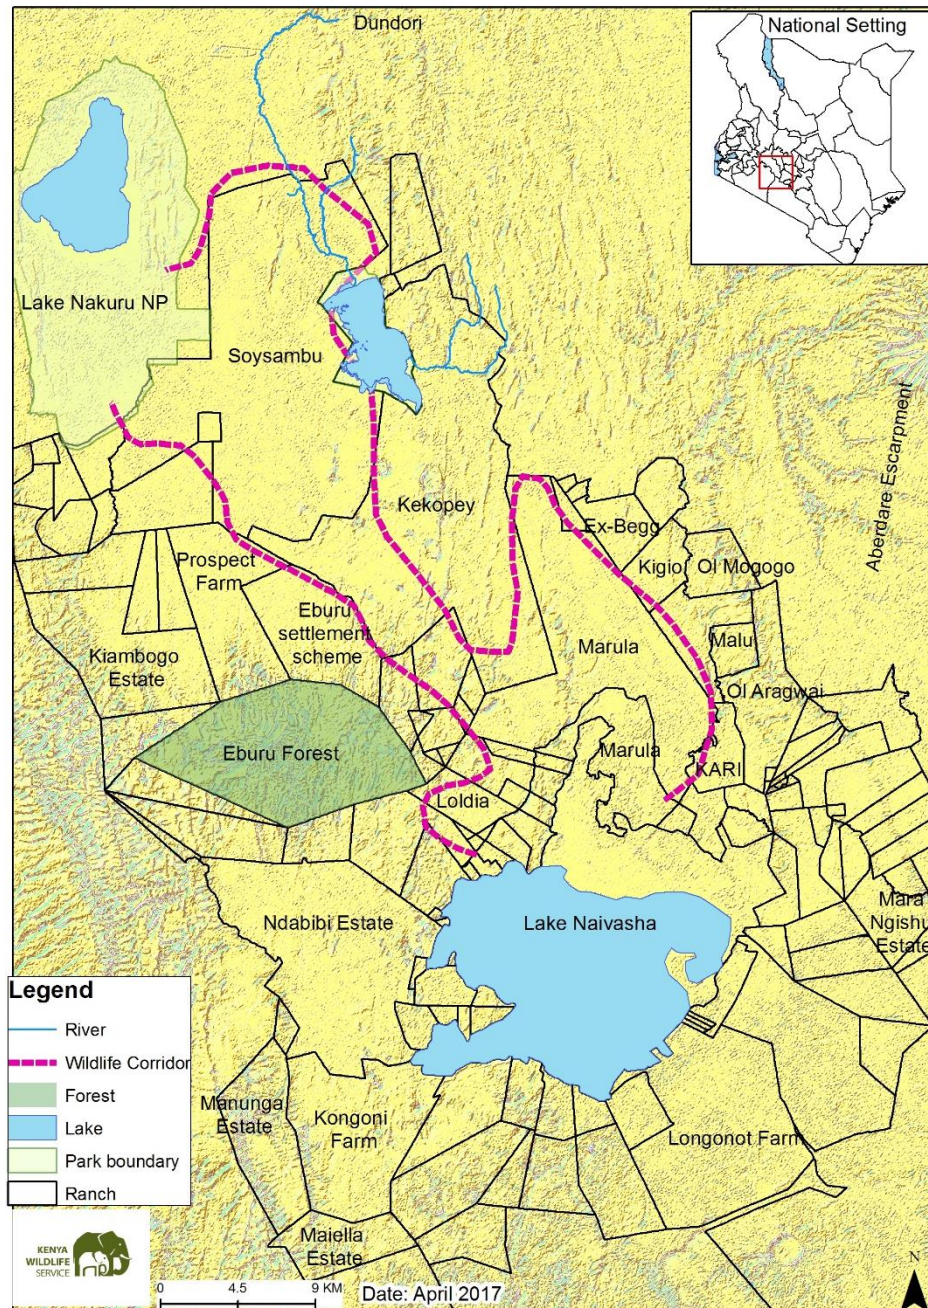 Dundori
National Setting
Lake Nakuru NP
Soysambu
Aberdare Escarpment
Kekopey
Ex-Begg
Prospect
Farm
Kigio
Ol Mogogo
Eburu
settlement
scheme
Marula
Malu
Kiambogo
Estate
Ol Aragwai
Eburu Forest
Marula
KARI
Loldia
Ndabibi Estate
Lake Naivasha
Mara
Ngishu
Estate
Legend
River
Wildlife Corridor
Forest
Lake
Park boundary
Ranch
Manunga
Estate
Kongoni
Farm
Longonot Farm
Maiella
Estate
KENYA
WILDLIFE
SERVICE
0 4.5 9 KM
Date: April 2017
N